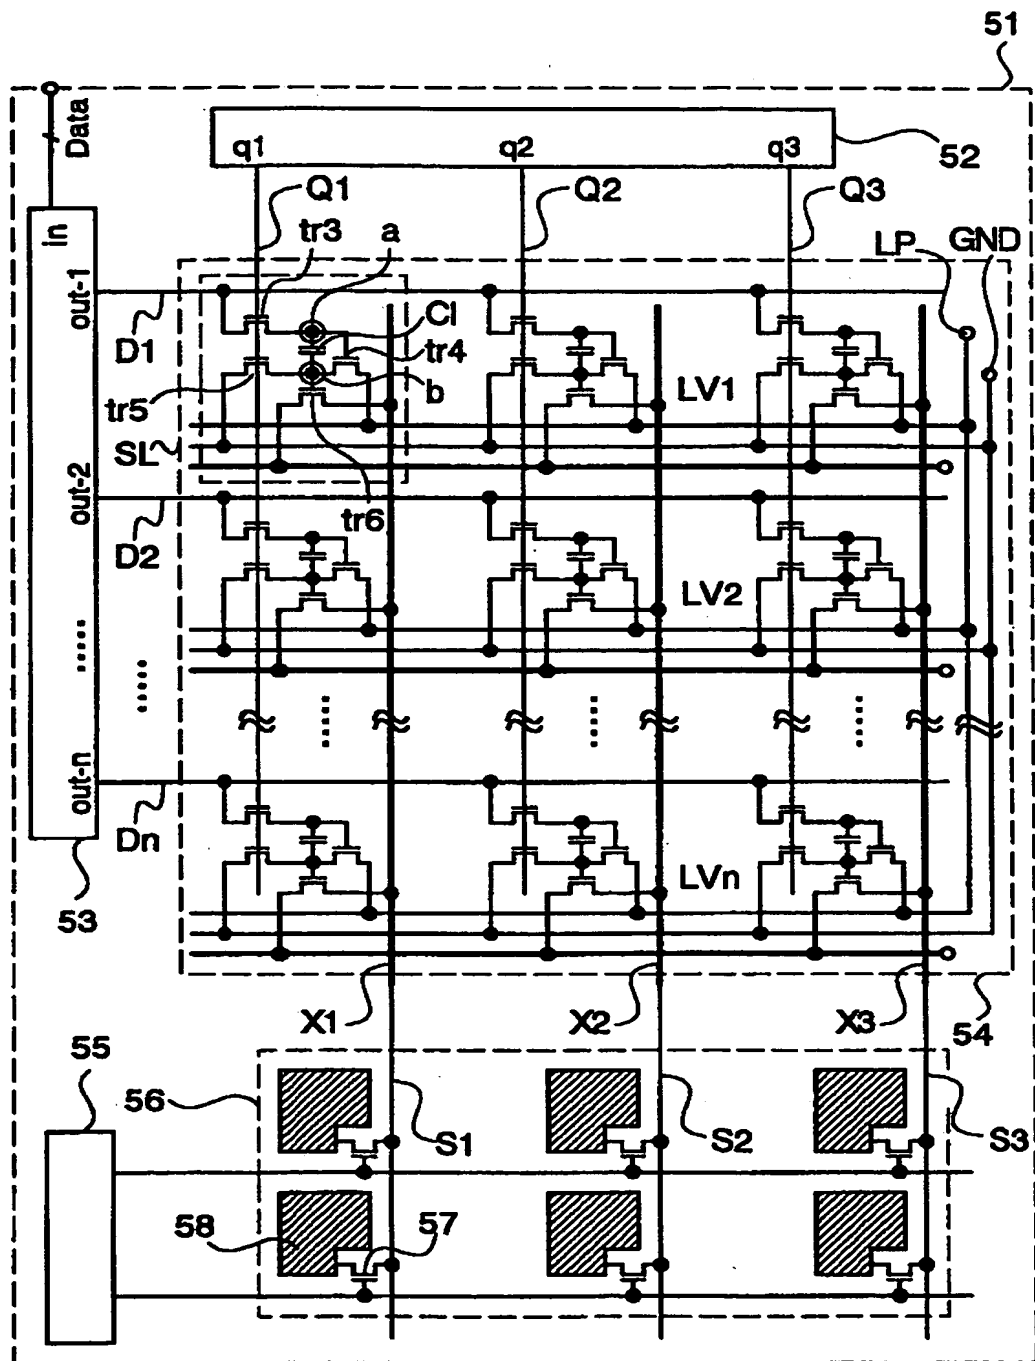 51
Data
q1 q2 q3
52
Q1 Q2 Q3
in
tr3 a
LP GND
out-1
CI
D1
tr4
tr5 b
LV1
SL
out-2
tr6
D2
LV2
.....
.....
..... ..... .....
out-n
Dn
LVn
53
X1 X2 X3 54
55
56
S1 S2 S3
58 57